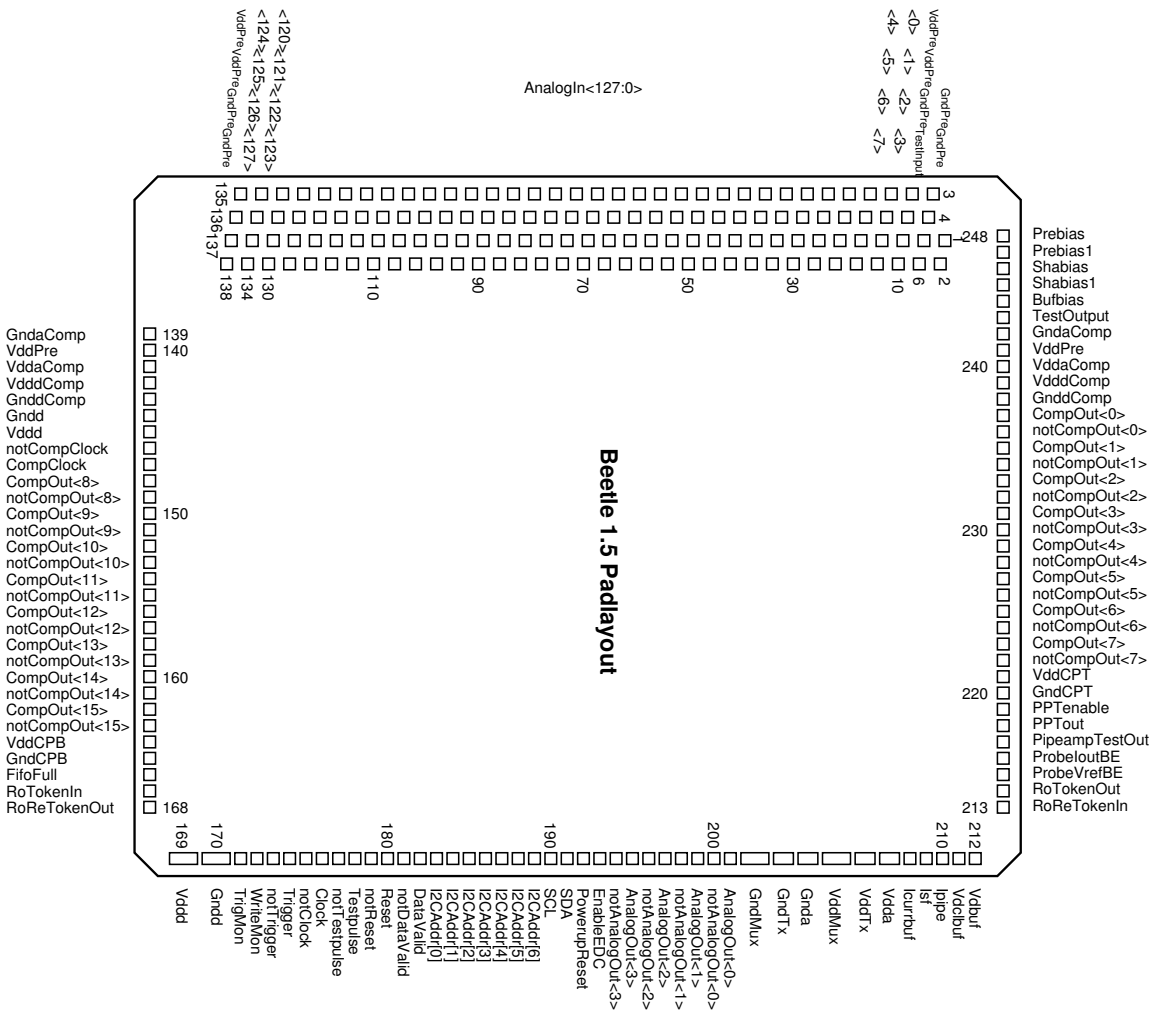 VddPre VddPre GndPre GndPre
<124> <125> <126> <127>
<120> <121> <122> <123>
AnalogIn<127:0>
<4> <5> <6> <7>
<0> <1> <2> <3>
VddPre VddPre GndPre TestInput
GndPre GndPre
135
136
137
138
134
130
110
90
70
50
30
10
6
2
3
4
1
GndaComp 139
VddPre 140
VddaComp
VdddComp
GnddComp
Gndd
Vddd
notCompClock
CompClock
CompOut<8>
notCompOut<8>
CompOut<9> 150
notCompOut<9>
CompOut<10>
notCompOut<10>
CompOut<11>
notCompOut<11>
CompOut<12>
notCompOut<12>
CompOut<13>
notCompOut<13>
CompOut<14> 160
notCompOut<14>
CompOut<15>
notCompOut<15>
VddCPB
GndCPB
FifoFull
RoTokenIn
RoReTokenOut 168
Beetle 1.5 Padlayout
248 Prebias
Prebias1
Shabias
Shabias1
Bufbias
TestOutput
GndaComp
VddPre
240 VddaComp
VdddComp
GnddComp
CompOut<0>
notCompOut<0>
CompOut<1>
notCompOut<1>
CompOut<2>
notCompOut<2>
CompOut<3>
230 notCompOut<3>
CompOut<4>
notCompOut<4>
CompOut<5>
notCompOut<5>
CompOut<6>
notCompOut<6>
CompOut<7>
notCompOut<7>
VddCPT
220 GndCPT
PPTenable
PPTout
PipeampTestOut
ProbeIoutBE
ProbeVrefBE
RoTokenOut
213 RoReTokenIn
169
170
180
190
200
210
212
Vddd
Gndd
TrigMon
WriteMon
notTrigger
Trigger
notClock
Clock
notTestpulse
Testpulse
notReset
Reset
notDataValid
DataValid
I2CAddr[0]
I2CAddr[1]
I2CAddr[2]
I2CAddr[3]
I2CAddr[4]
I2CAddr[5]
I2CAddr[6]
SCL
SDA
PowerupReset
EnableEDC
notAnalogOut<3>
AnalogOut<3>
notAnalogOut<2>
AnalogOut<2>
notAnalogOut<1>
AnalogOut<1>
notAnalogOut<0>
AnalogOut<0>
GndMux
GndTx
Gnda
VddMux
VddTx
Vdda
Icurrbuf
Isf
Ipipe
Vdclbuf
Vdbuf